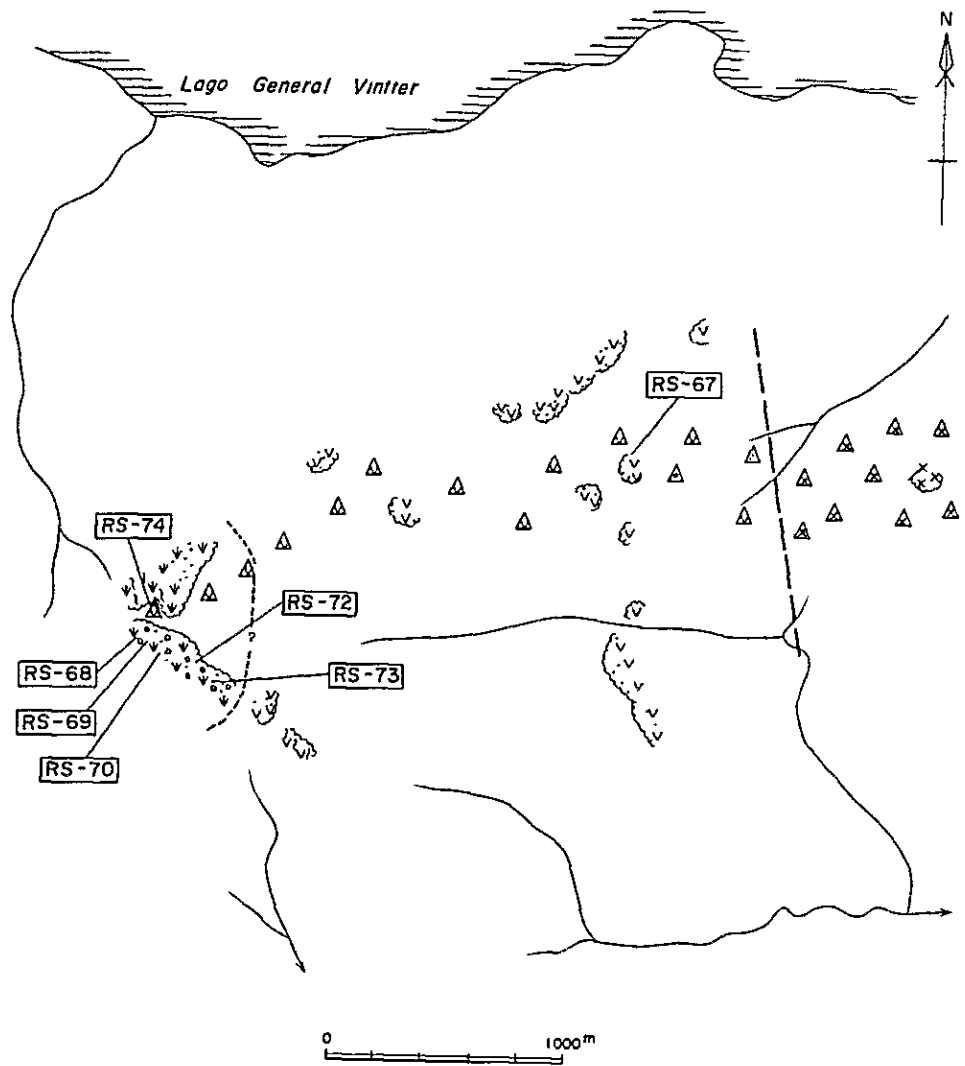 N
Lago General Vintter
RS-67
RS-74
RS-72
?
RS-68
RS-73
RS-69
RS-70
0 1000m